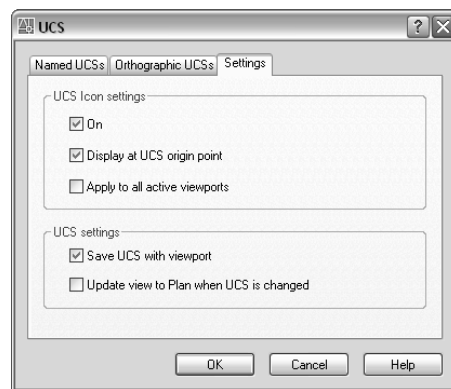 UCS
Named UCSs Orthographic UCSs Settings
UCS Icon settings
On
Display at UCS origin point
Apply to all active viewports
UCS settings
Save UCS with viewport
Update view to Plan when UCS is changed
OK Cancel Help